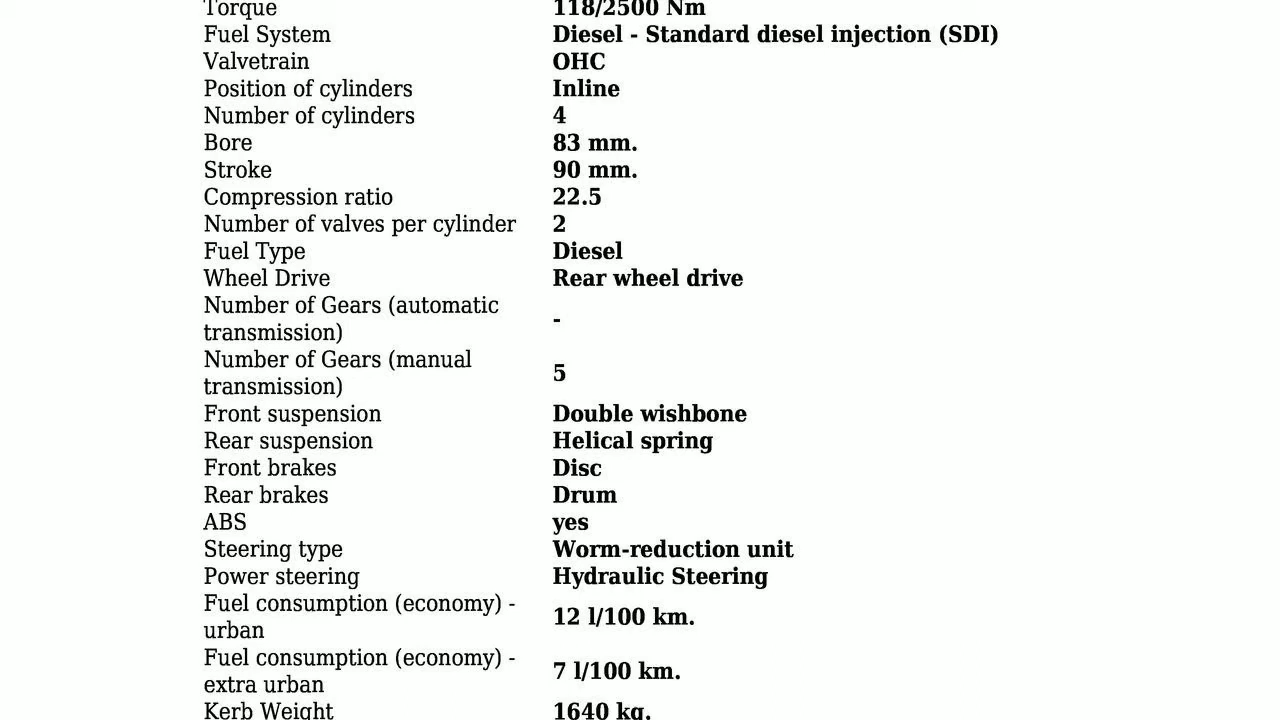 Torque 118/2500 Nm
Fuel System Diesel - Standard diesel injection (SDI)
Valvetrain OHC
Position of cylinders Inline
Number of cylinders 4
Bore 83 mm.
Stroke 90 mm.
Compression ratio 22.5
Number of valves per cylinder 2
Fuel Type Diesel
Wheel Drive Rear wheel drive
Number of Gears (automatic
transmission) -
Number of Gears (manual
transmission) 5
Front suspension Double wishbone
Rear suspension Helical spring
Front brakes Disc
Rear brakes Drum
ABS yes
Steering type Worm-reduction unit
Power steering Hydraulic Steering
Fuel consumption (economy) -
urban 12 l/100 km.
Fuel consumption (economy) -
extra urban 7 l/100 km.
Kerb Weight 1640 kg.